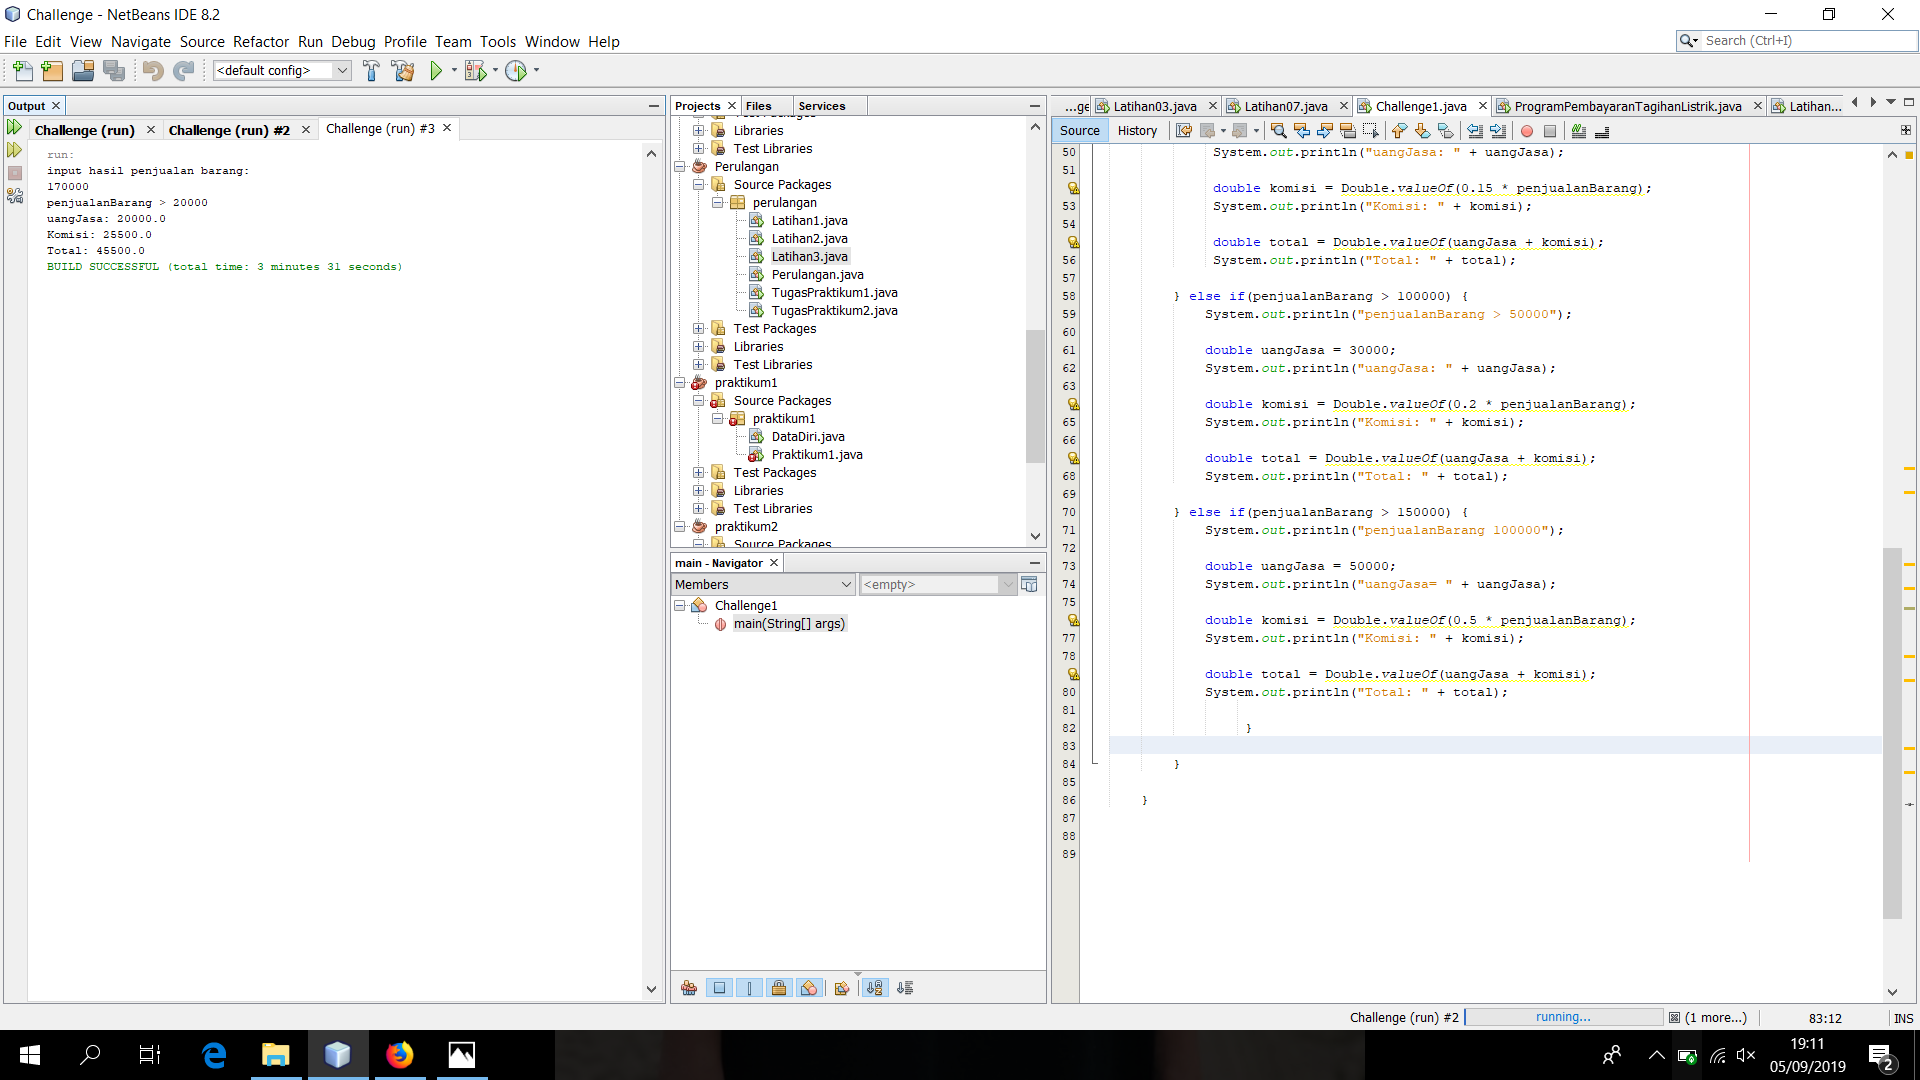 Challenge - NetBeans IDE 8.2
File Edit View Navigate Source Refactor Run Debug Profile Team Tools Window Help
Search (Ctrl+I)
<default config>
Output
Challenge (run)
Challenge (run) #2
Challenge (run) #3
run:
input hasil penjualan barang:
170000
penjualanBarang > 20000
uangJasa: 20000.0
Komisi: 25500.0
Total: 45500.0
BUILD SUCCESSFUL (total time: 3 minutes 31 seconds)
Projects Files Services
Libraries
Test Libraries
Perulangan
Source Packages
perulangan
Latihan1.java
Latihan2.java
Latihan3.java
Perulangan.java
TugasPraktikum1.java
TugasPraktikum2.java
Test Packages
Libraries
Test Libraries
praktikum1
Source Packages
praktikum1
DataDiri.java
Praktikum1.java
Test Packages
Libraries
Test Libraries
praktikum2
Source Packages
main - Navigator
Members
<empty>
Challenge1
main(String[] args)
...ge Latihan03.java Latihan07.java Challenge1.java ProgramPembayaranTagihanListrik.java Latihan...
Source History
50 System.out.println("uangJasa: " + uangJasa);
51
double komisi = Double.valueOf(0.15 * penjualanBarang);
53 System.out.println("Komisi: " + komisi);
54
double total = Double.valueOf(uangJasa + komisi);
56 System.out.println("Total: " + total);
57
58 } else if(penjualanBarang > 100000) {
59 System.out.println("penjualanBarang > 50000");
60
61 double uangJasa = 30000;
62 System.out.println("uangJasa: " + uangJasa);
63
double komisi = Double.valueOf(0.2 * penjualanBarang);
65 System.out.println("Komisi: " + komisi);
66
double total = Double.valueOf(uangJasa + komisi);
68 System.out.println("Total: " + total);
69
70 } else if(penjualanBarang > 150000) {
71 System.out.println("penjualanBarang 100000");
72
73 double uangJasa = 50000;
74 System.out.println("uangJasa= " + uangJasa);
75
double komisi = Double.valueOf(0.5 * penjualanBarang);
77 System.out.println("Komisi: " + komisi);
78
double total = Double.valueOf(uangJasa + komisi);
80 System.out.println("Total: " + total);
81
82 }
83
84 }
85
86 }
87
88
89
Challenge (run) #2 running... (1 more...) 83:12 INS
19:11
05/09/2019
2